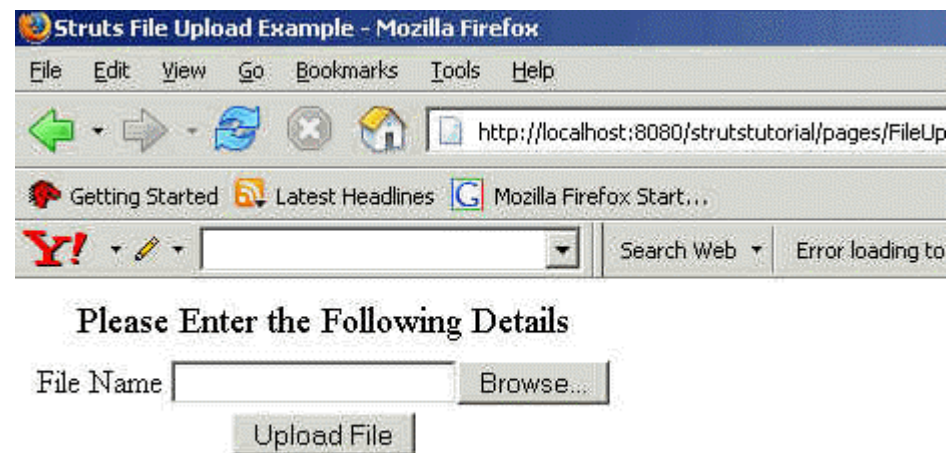 Struts File Upload Example - Mozilla Firefox
File Edit View Go Bookmarks Tools Help
http://localhost:8080/strutstutorial/pages/FileUp
Getting Started Latest Headlines G Mozilla Firefox Start...
Y! Search Web Error loading to
Please Enter the Following Details
File Name Browse...
Upload File